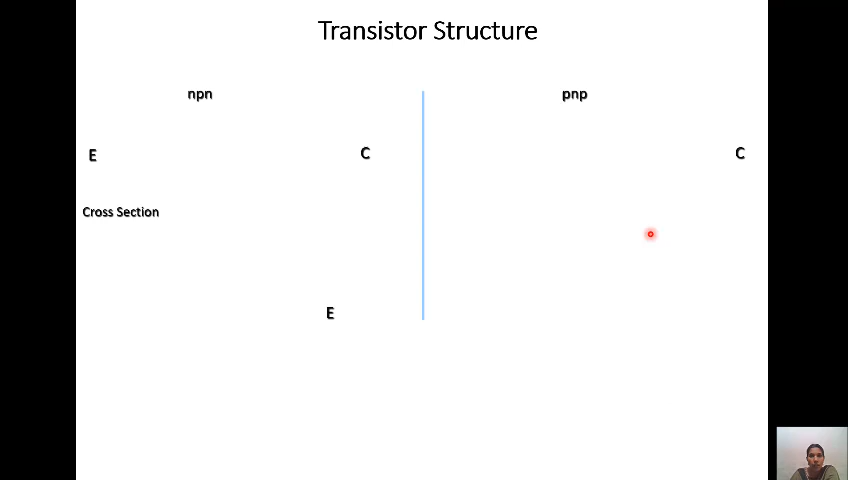 Transistor Structure
npn
pnp
E
C
C
Cross Section
E